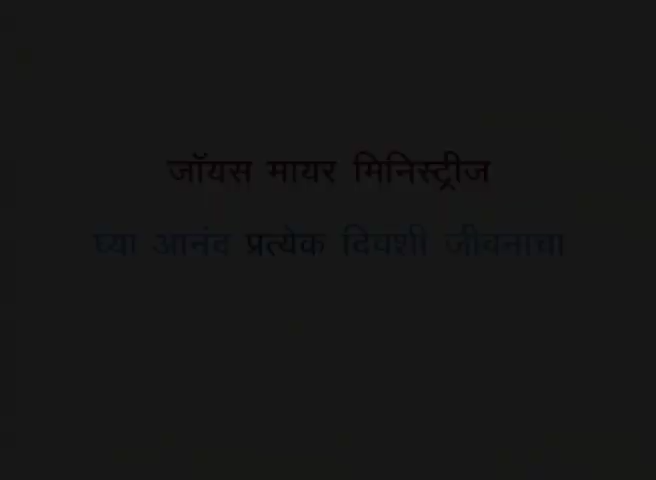 जॉयस मायर मिनिस्ट्रीज
घ्या आनंद प्रत्येक दिवशी जीवनाचा